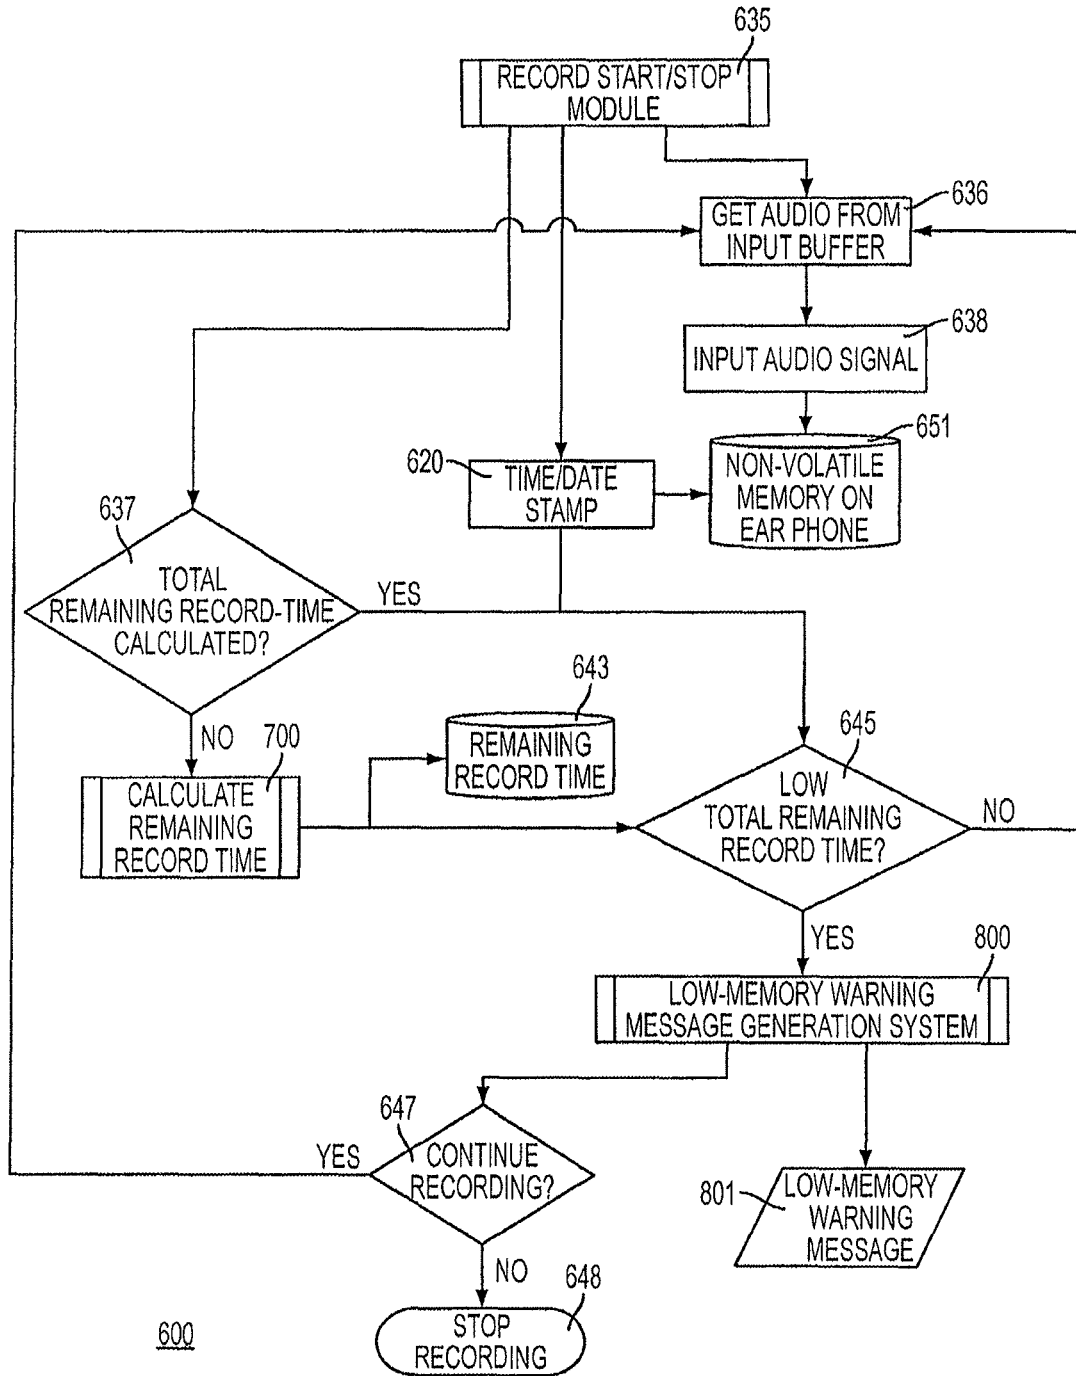 635
RECORD START/STOP
MODULE
636
GET AUDIO FROM
INPUT BUFFER
638
INPUT AUDIO SIGNAL
651
NON-VOLATILE
MEMORY ON
EAR PHONE
620
TIME/DATE
STAMP
637
TOTAL
REMAINING RECORD-TIME
CALCULATED?
YES
NO
700
CALCULATE
REMAINING
RECORD TIME
643
REMAINING
RECORD TIME
645
LOW
TOTAL REMAINING
RECORD TIME?
NO
YES
800
LOW-MEMORY WARNING
MESSAGE GENERATION SYSTEM
647
CONTINUE
RECORDING?
YES
NO
801
LOW-MEMORY
WARNING
MESSAGE
648
STOP
RECORDING
600